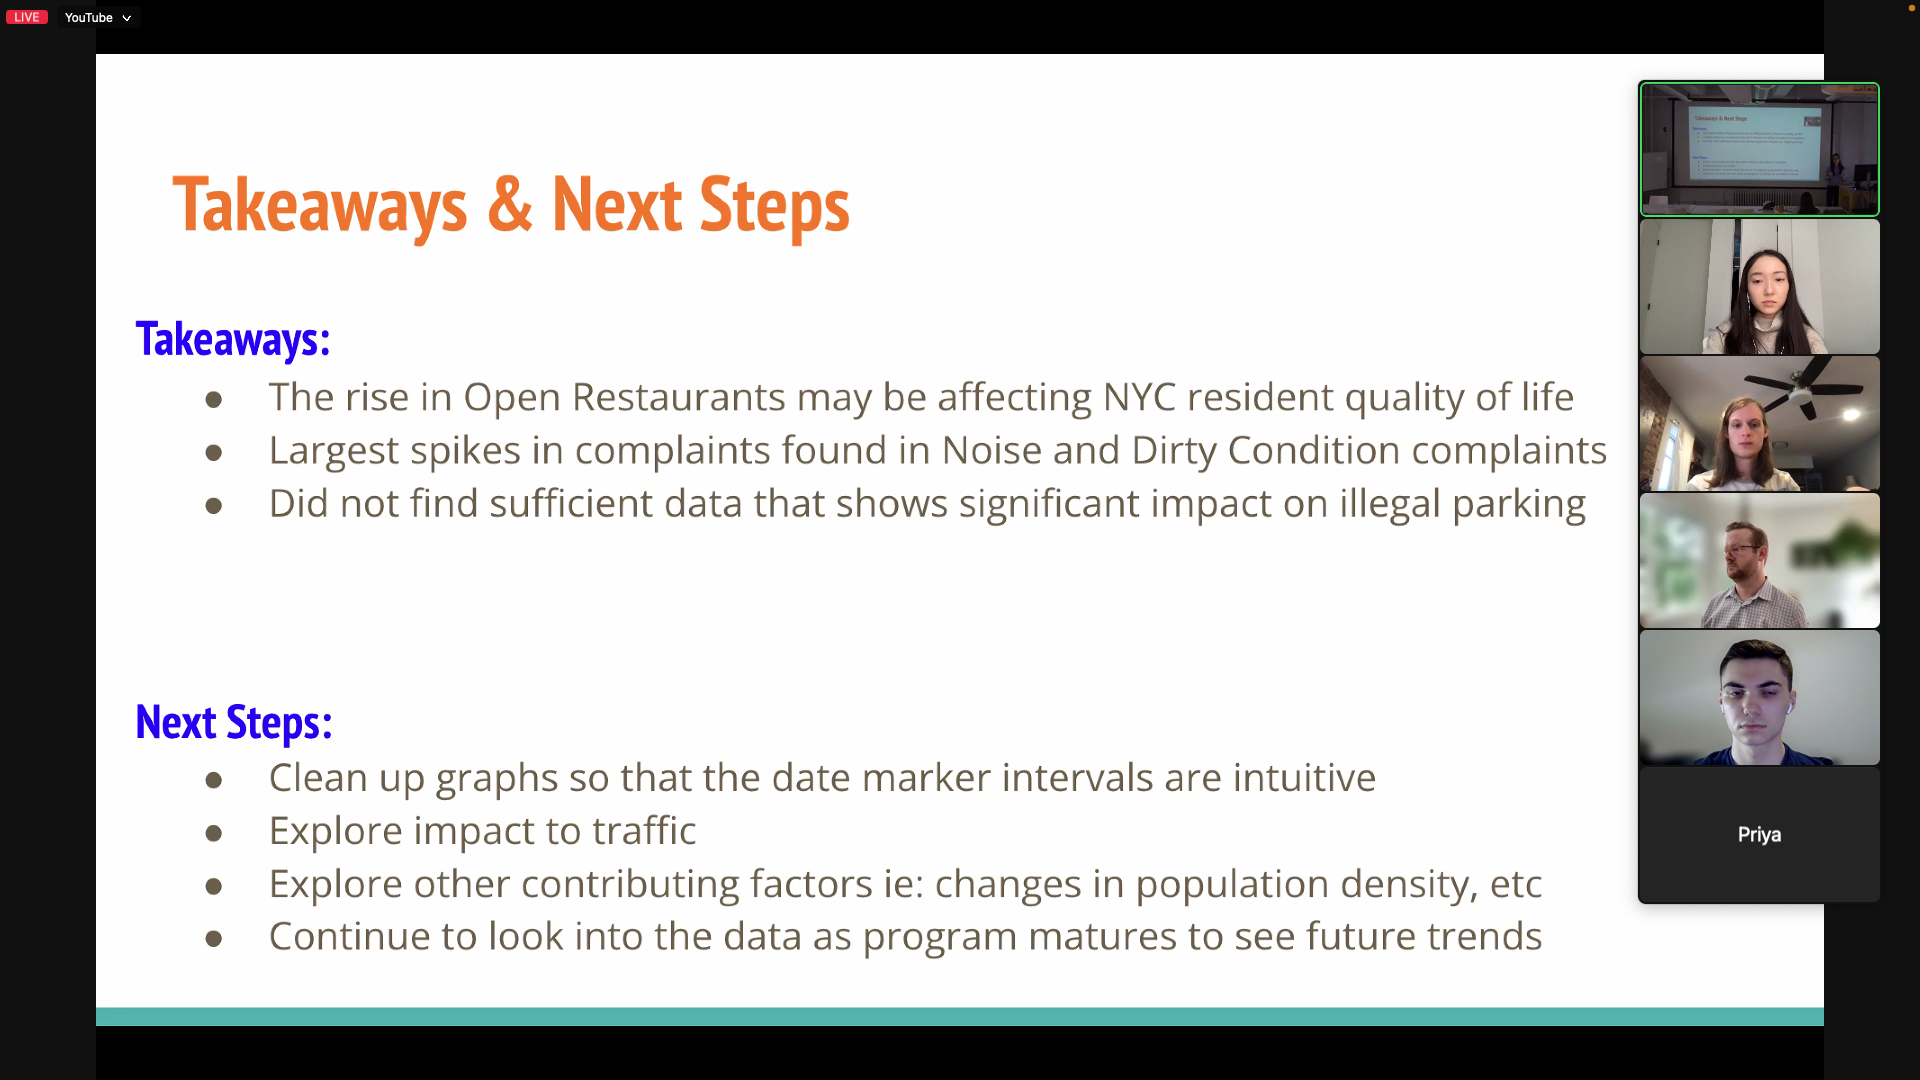 LIVE YouTube
Takeaways & Next Steps
Takeaways:
● The rise in Open Restaurants may be affecting NYC resident quality of life
● Largest spikes in complaints found in Noise and Dirty Condition complaints
● Did not find sufficient data that shows significant impact on illegal parking
Next Steps:
● Clean up graphs so that the date marker intervals are intuitive
● Explore impact to traffic
● Explore other contributing factors ie: changes in population density, etc
● Continue to look into the data as program matures to see future trends
Takeaways & Next Steps
Priya